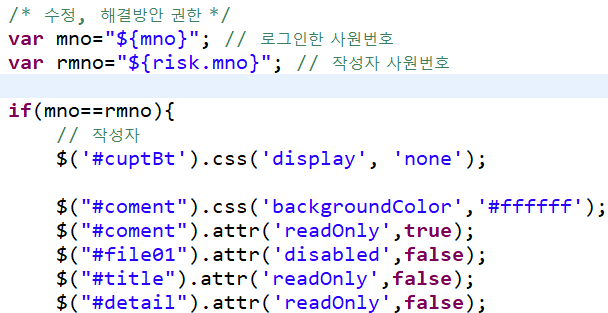 /* 수정, 해결방안 권한 */
var mno="${mno}"; // 로그인한 사원번호
var rmno="${risk.mno}"; // 작성자 사원번호
if(mno==rmno){
// 작성자
$('#cuptBt').css('display', 'none');
$("#coment").css('backgroundColor','#ffffff');
$("#coment").attr('readOnly',true);
$("#file01").attr('disabled',false);
$("#title").attr('readOnly',false);
$("#detail").attr('readOnly',false);